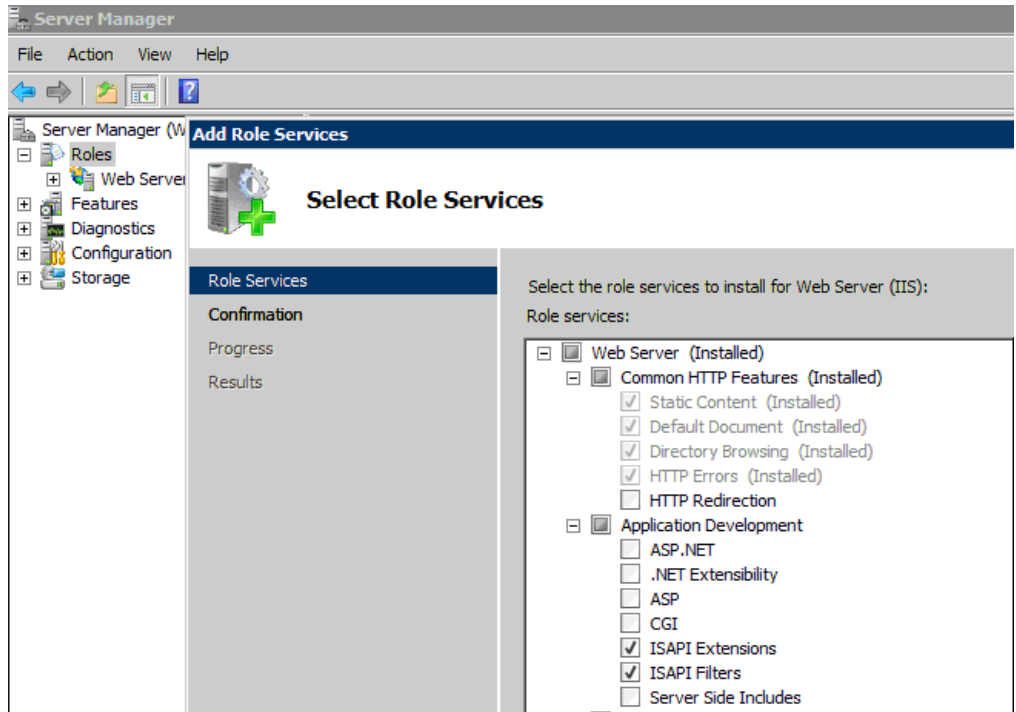 Server Manager
File Action View Help
Server Manager (W
Roles
Web Server
Features
Diagnostics
Configuration
Storage
Add Role Services
Select Role Services
Role Services
Confirmation
Progress
Results
Select the role services to install for Web Server (IIS):
Role services:
Web Server (Installed)
Common HTTP Features (Installed)
Static Content (Installed)
Default Document (Installed)
Directory Browsing (Installed)
HTTP Errors (Installed)
HTTP Redirection
Application Development
ASP.NET
.NET Extensibility
ASP
CGI
ISAPI Extensions
ISAPI Filters
Server Side Includes